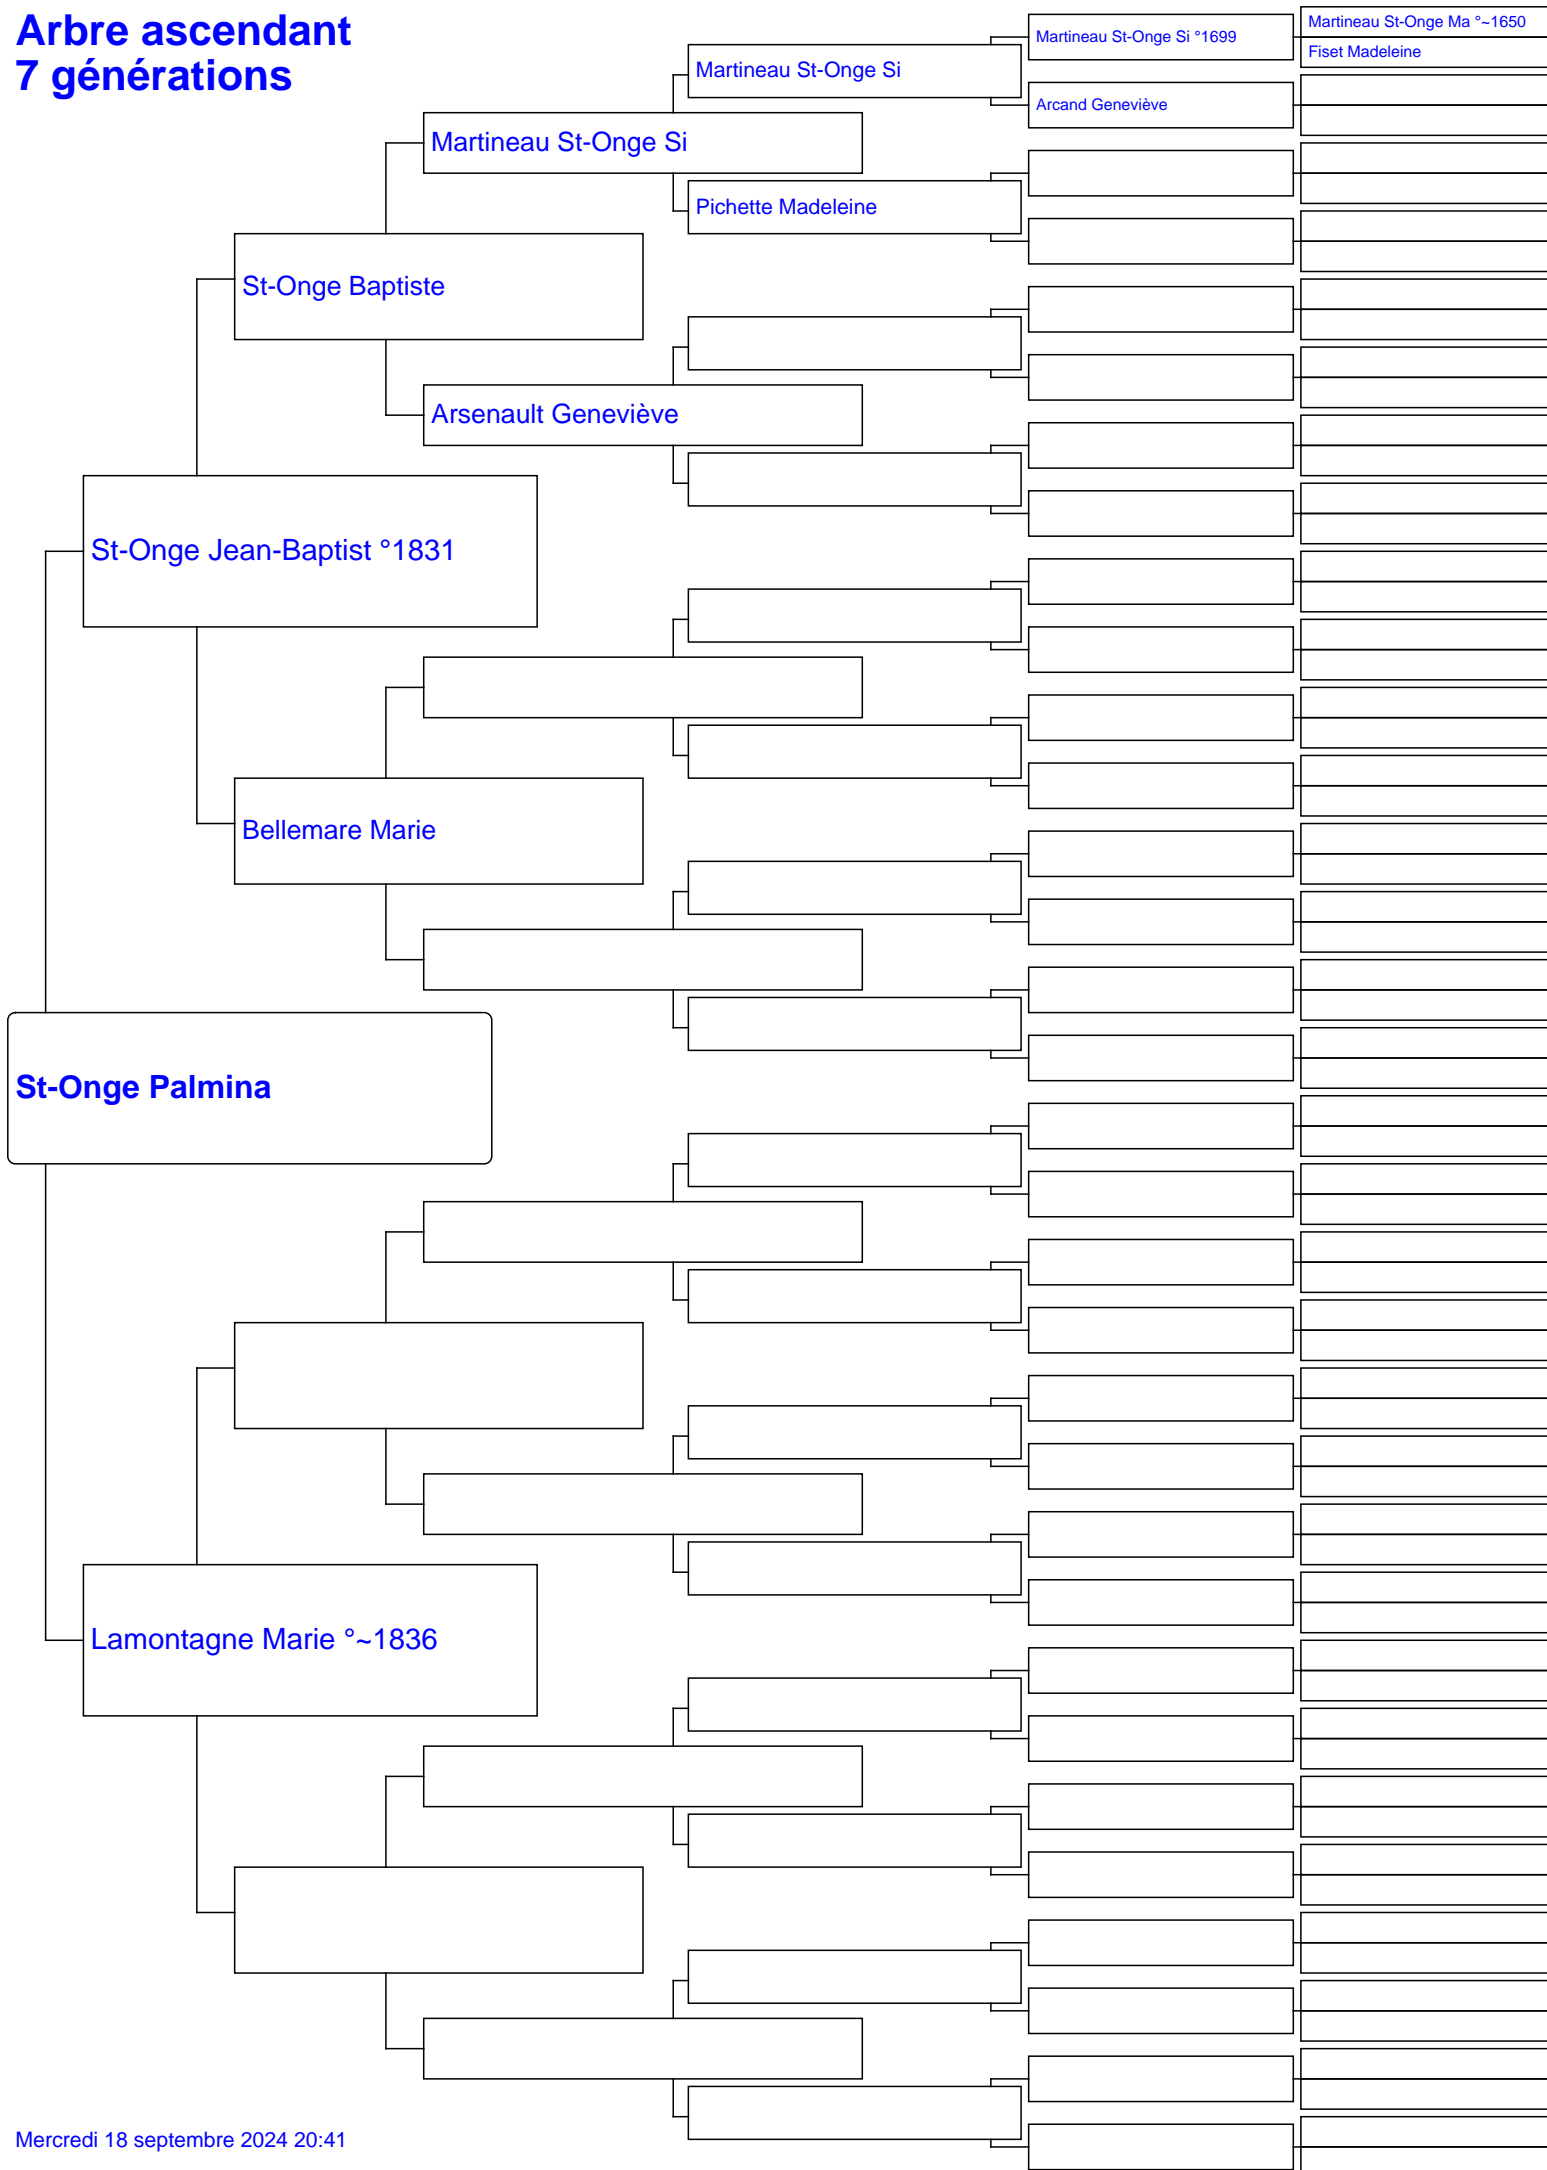 Arbre ascendant
7 générations
Martineau St-Onge Ma °~1650
Martineau St-Onge Si °1699
Fiset Madeleine
Martineau St-Onge Si
Arcand Geneviève
Martineau St-Onge Si
Pichette Madeleine
St-Onge Baptiste
Arsenault Geneviève
St-Onge Jean-Baptist °1831
Bellemare Marie
St-Onge Palmina
Lamontagne Marie °~1836
Mercredi 18 septembre 2024 20:41